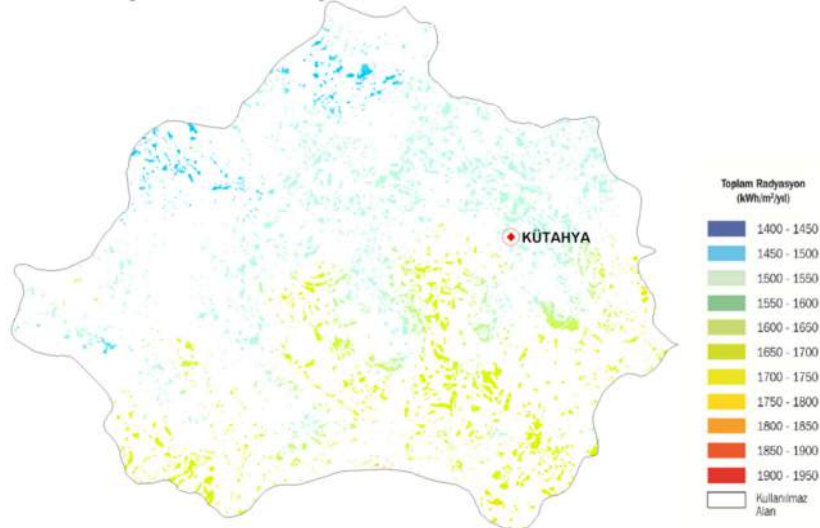 KÜTAHYA
Toplam Radyasyon
(kWh/m²/yıl)
1400 - 1450
1450 - 1500
1500 - 1550
1550 - 1600
1600 - 1650
1650 - 1700
1700 - 1750
1750 - 1800
1800 - 1850
1850 - 1900
1900 - 1950
Kullanılmaz
Alan